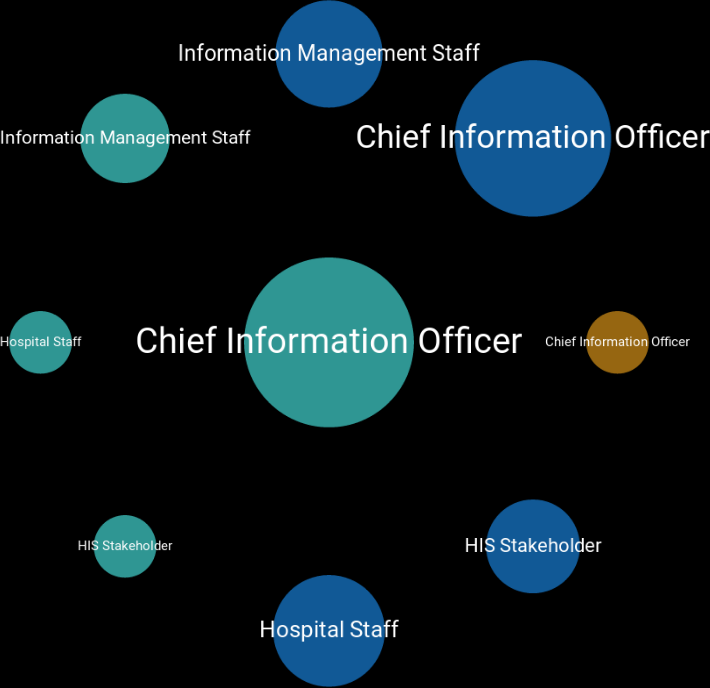 Information Management Staff
Chief Information Officer
Information Management Staff
Hospital Staff
Chief Information Officer
Chief Information Officer
HIS Stakeholder
HIS Stakeholder
Hospital Staff